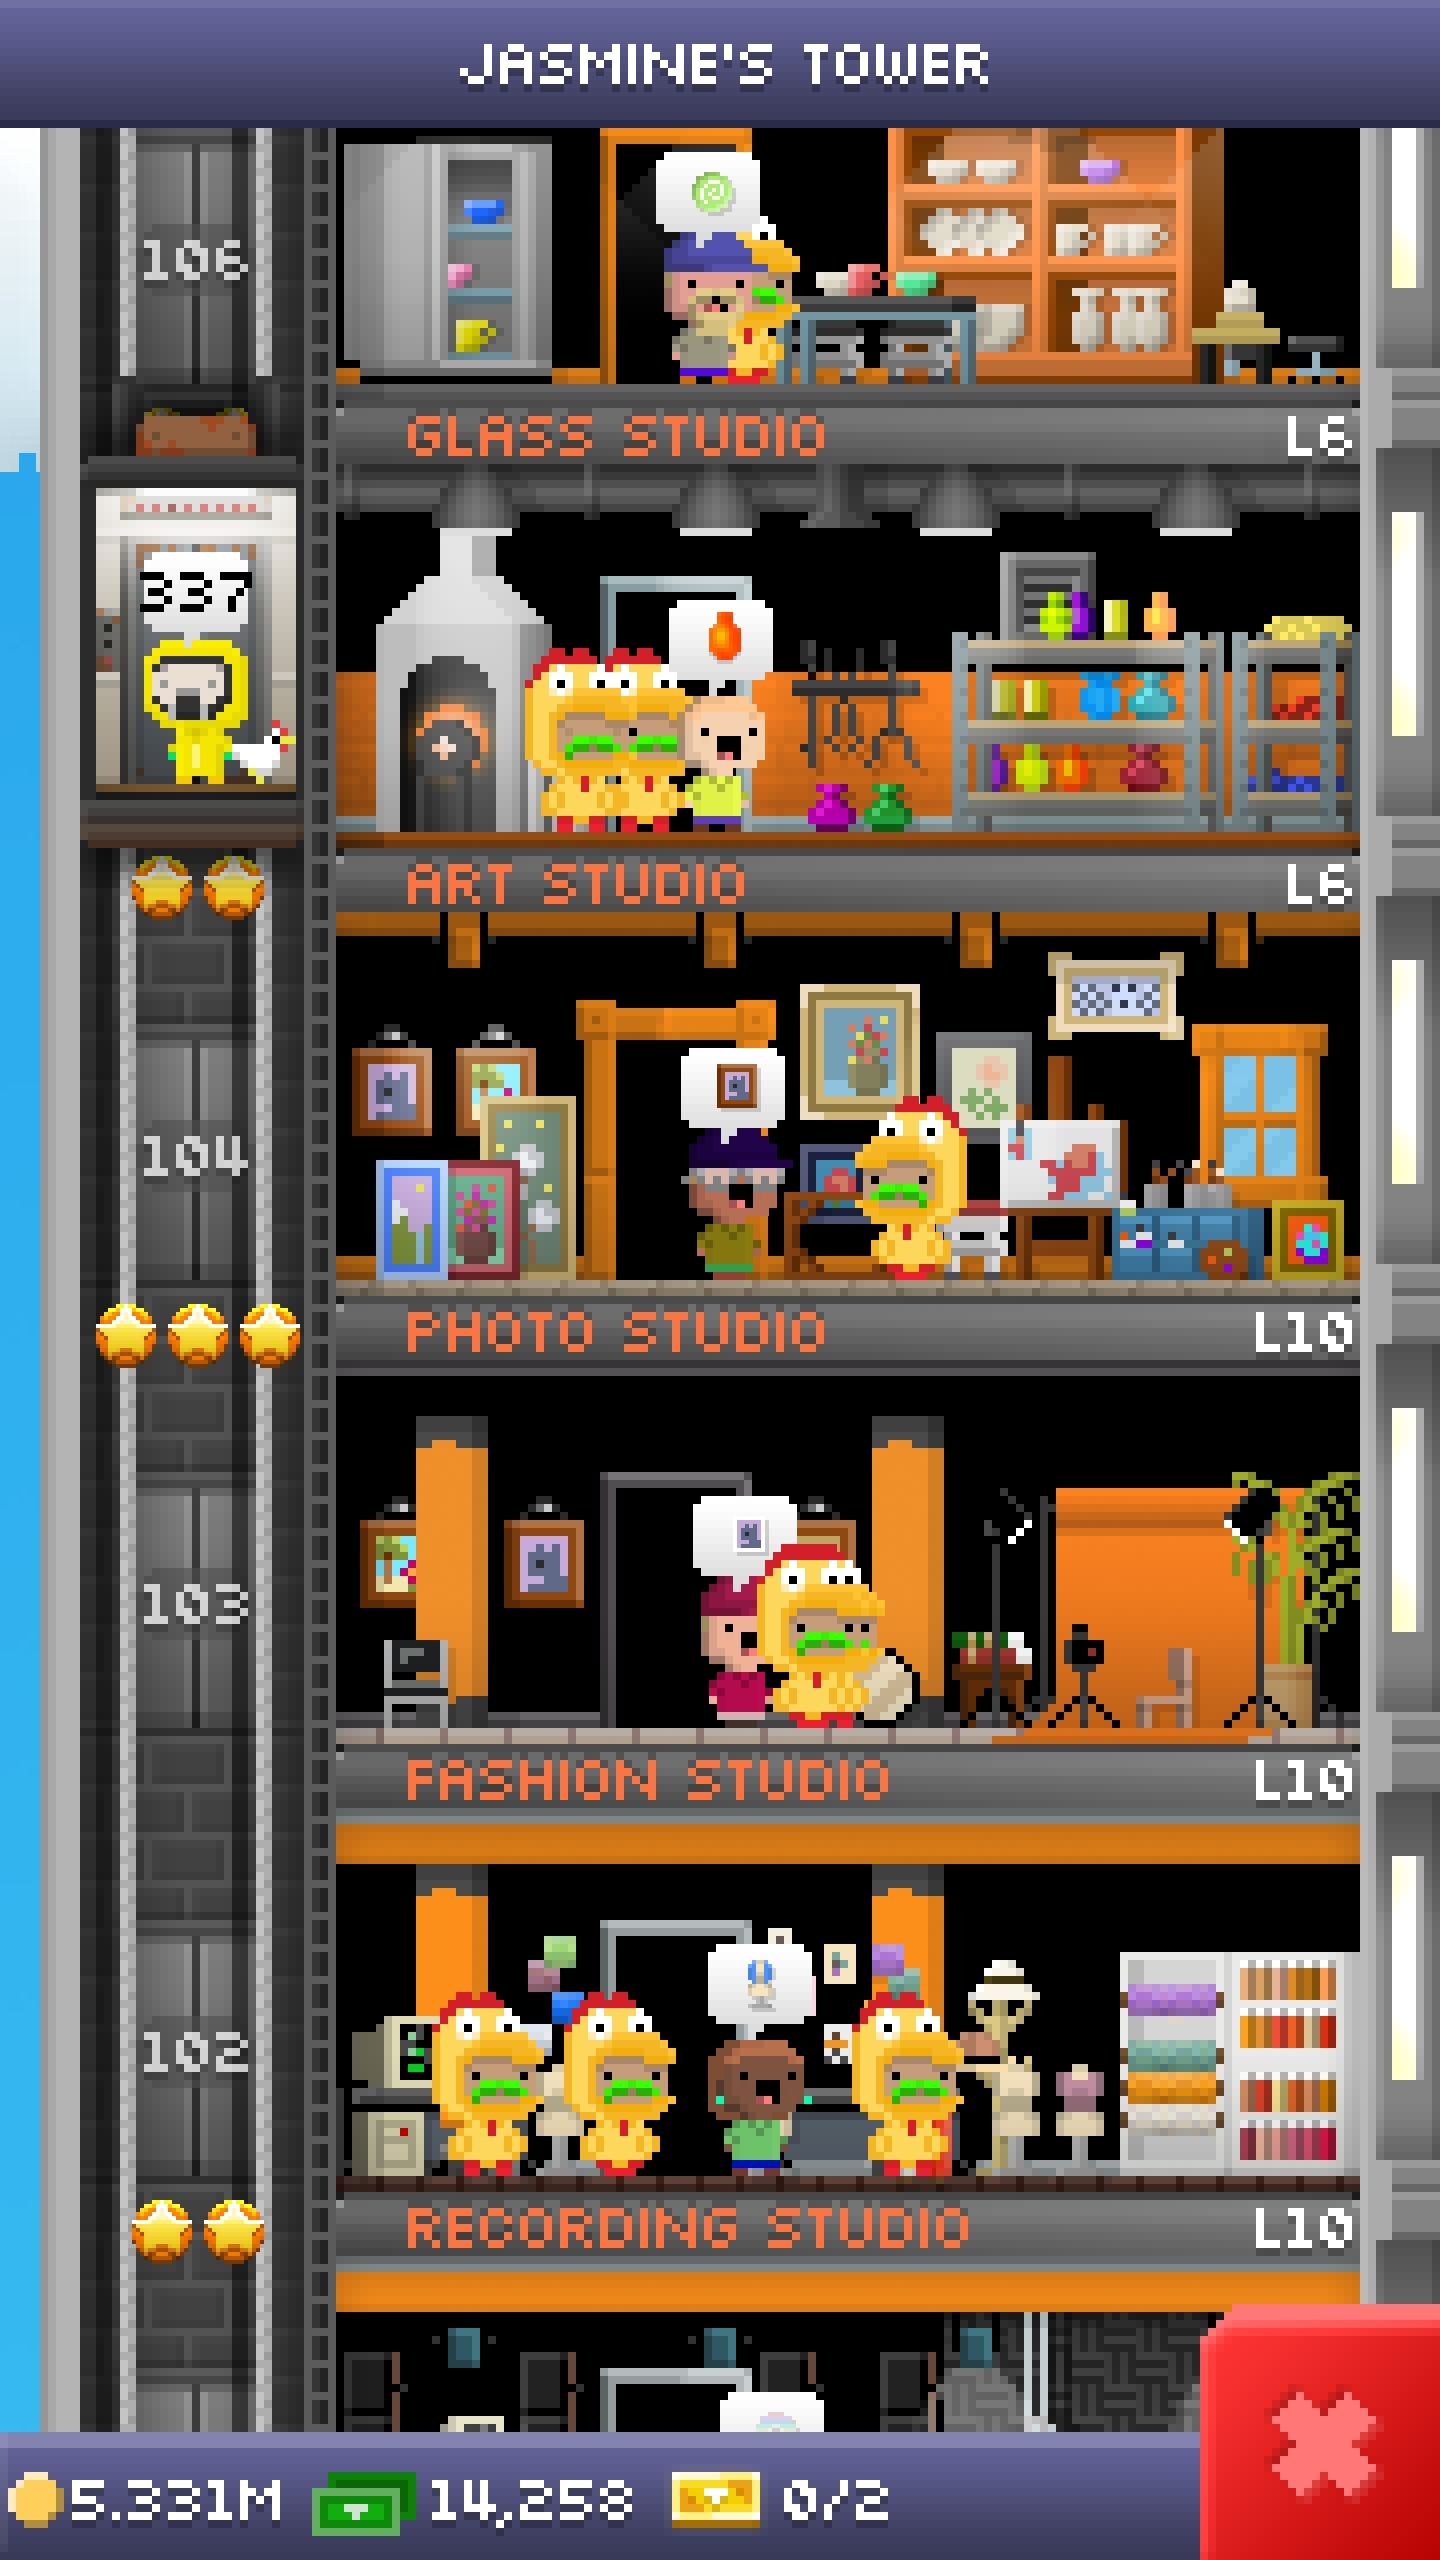 JASMINE'S TOWER
106
GLASS STUDIO L6
337
ART STUDIO L6
104
PHOTO STUDIO L10
103
FASHION STUDIO L10
102
RECORDING STUDIO L10
5.331M 14,258 0/2